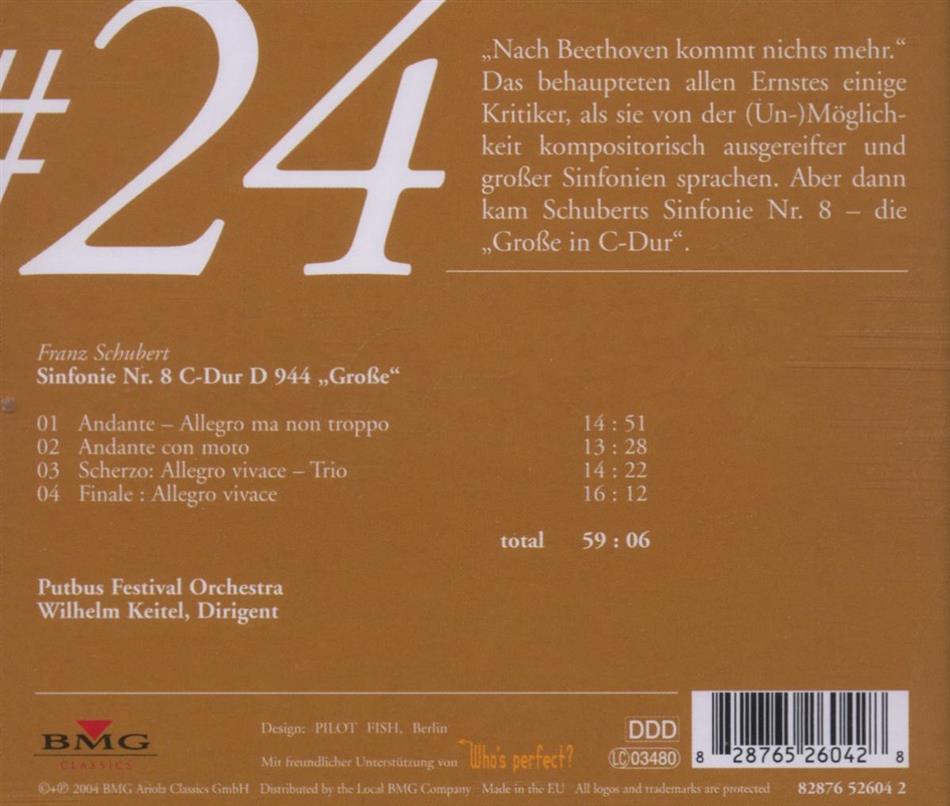 #24
„Nach Beethoven kommt nichts mehr.“
Das behaupteten allen Ernstes einige
Kritiker, als sie von der (Un-)Möglich-
keit kompositorisch ausgereifter und
großer Sinfonien sprachen. Aber dann
kam Schuberts Sinfonie Nr. 8 – die
„Große in C-Dur“.
Franz Schubert
Sinfonie Nr. 8 C-Dur D 944 „Große“
01 Andante – Allegro ma non troppo 14 : 51
02 Andante con moto 13 : 28
03 Scherzo: Allegro vivace – Trio 14 : 22
04 Finale : Allegro vivace 16 : 12
total 59 : 06
Putbus Festival Orchestra
Wilhelm Keitel, Dirigent
BMG
CLASSICS
Design: PILOT FISH, Berlin
Mit freundlicher Unterstützung von Who's perfect?
DDD
LC 03480
8 28765 26042 8
©+℗ 2004 BMG Ariola Classics GmbH Distributed by the Local BMG Company Made in the EU All logos and trademarks are protected 82876 52604 2